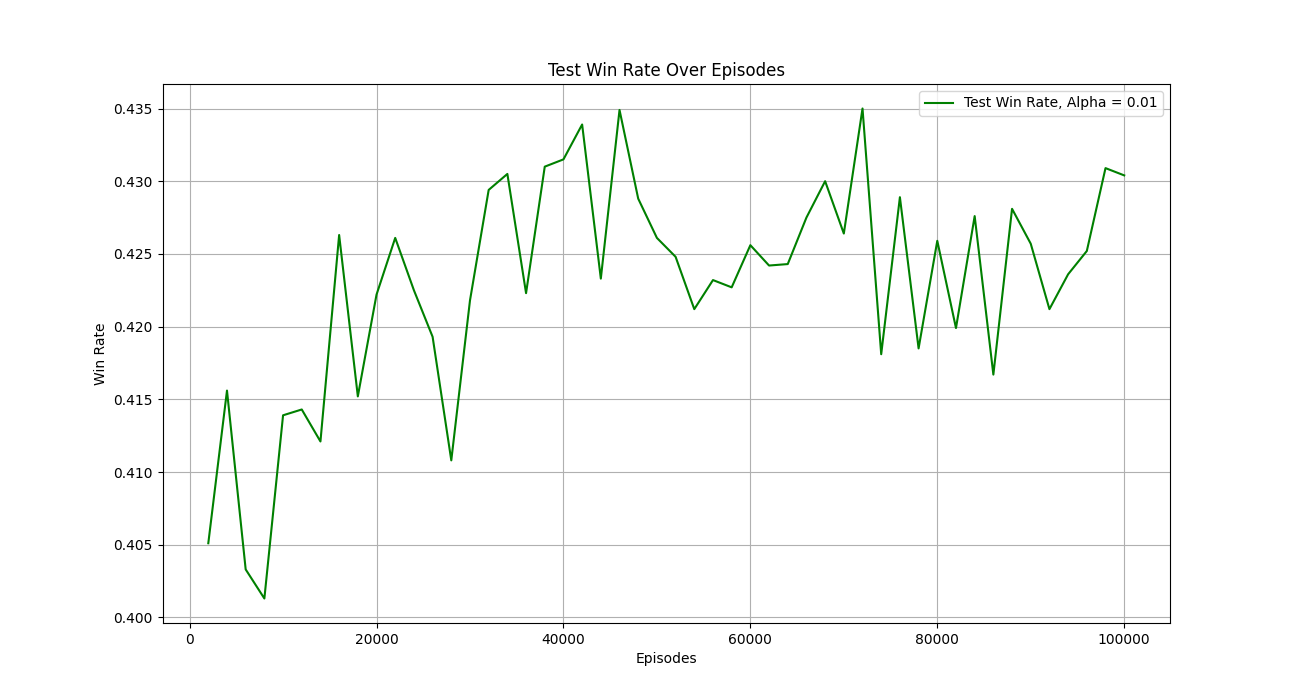 Test Win Rate Over Episodes
Test Win Rate, Alpha = 0.01
0.435
0.430
0.425
0.420
0.415
0.410
0.405
0.400
Win Rate
0 20000 40000 60000 80000 100000
Episodes